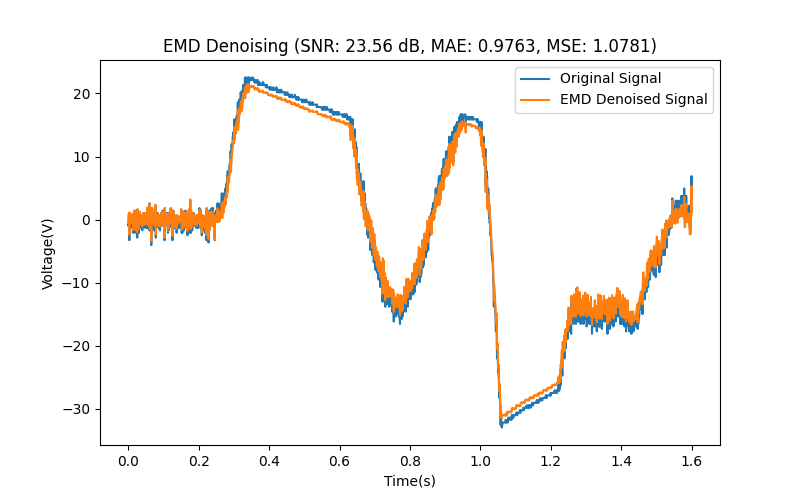 EMD Denoising (SNR: 23.56 dB, MAE: 0.9763, MSE: 1.0781)
Original Signal
EMD Denoised Signal
Voltage(V)
20
10
0
−10
−20
−30
0.0 0.2 0.4 0.6 0.8 1.0 1.2 1.4 1.6
Time(s)